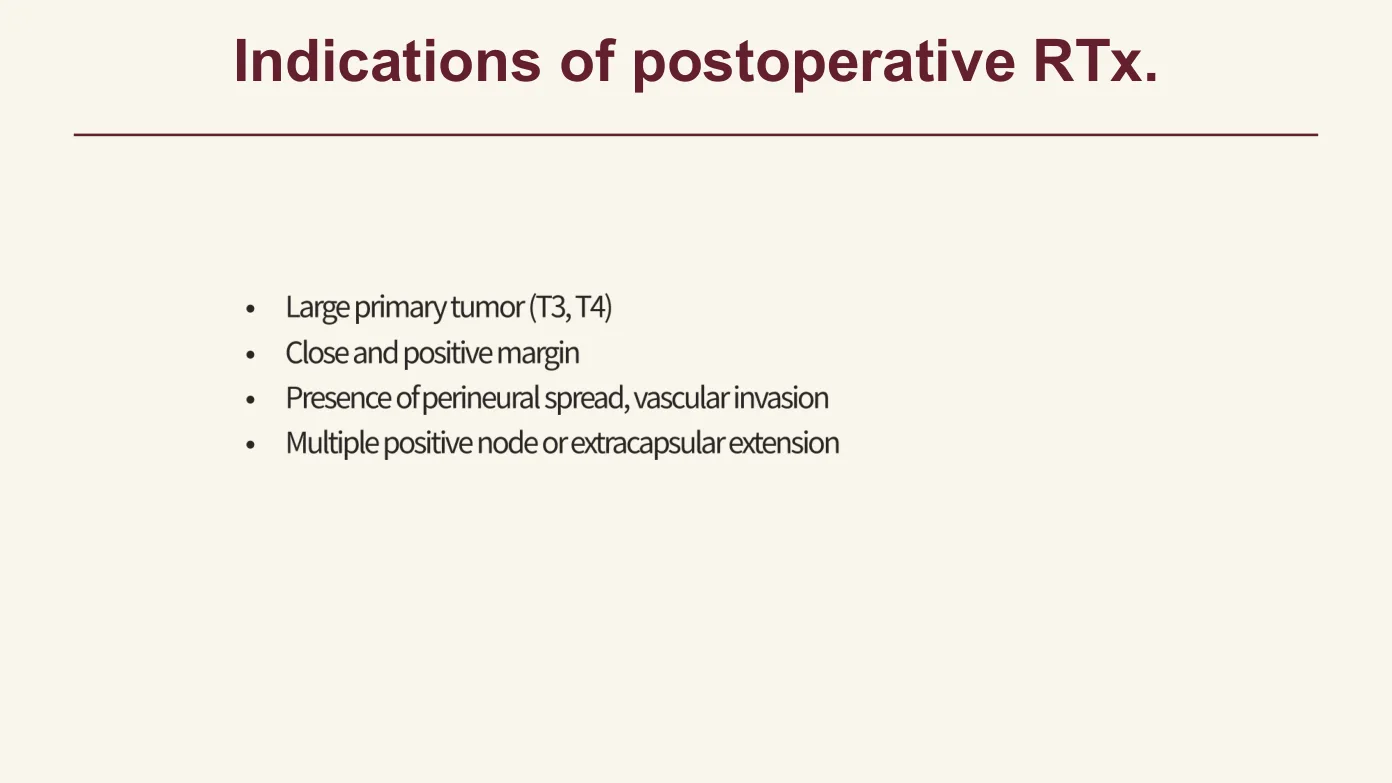 Indications of postoperative RTx.
• Large primary tumor (T3, T4)
• Close and positive margin
• Presence of perineural spread, vascular invasion
• Multiple positive node or extracapsular extension